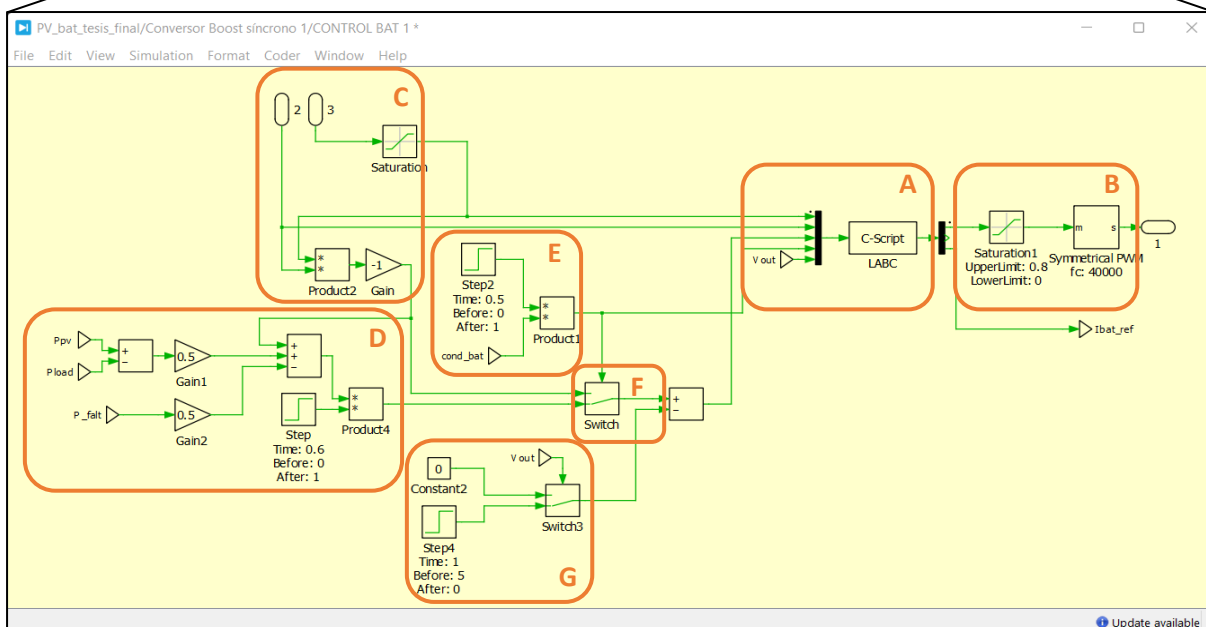 PV_bat_tesis_final/Conversor Boost síncrono 1/CONTROL BAT 1 *
File Edit View Simulation Format Coder Window Help
C
2 3
Saturation
A
B
* *
Product2
-1
Gain
E
Step2
Time: 0.5
Before: 0
After: 1
* *
Product1
cond_bat
V out
C-Script
LABC
Saturation1
UpperLimit: 0.8
LowerLimit: 0
m s
Symmetrical PWM
fc: 40000
1
Ibat_ref
D
Ppv
Pload
+
−
0.5
Gain1
P_falt
0.5
Gain2
+
+
−
Step
Time: 0.6
Before: 0
After: 1
* *
Product4
F
Switch
+
−
V out
0
Constant2
Switch3
Step4
Time: 1
Before: 5
After: 0
G
Update available